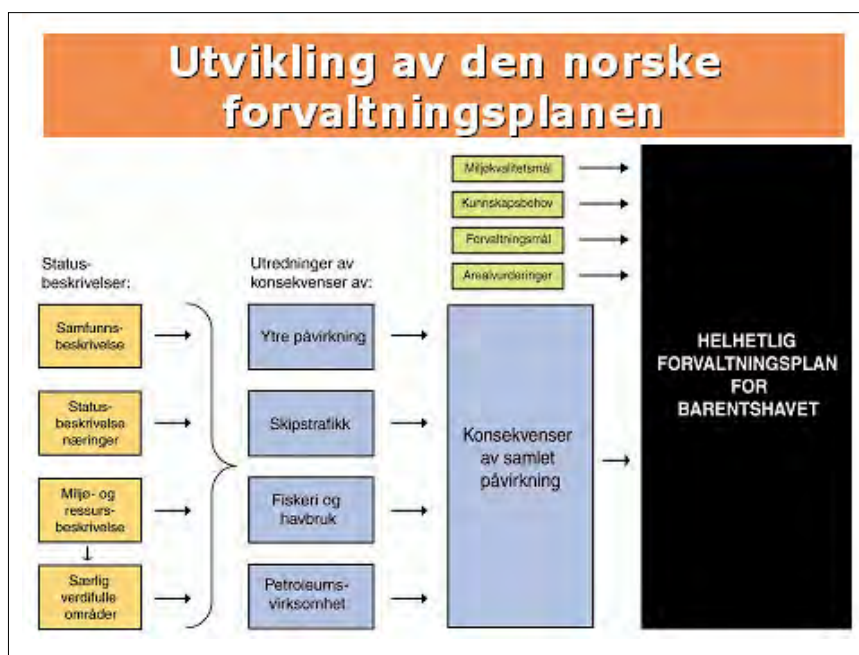 Utvikling av den norske
forvaltningsplanen
Miljøkvalitetsmål
Kunnskapsbehov
Forvaltningsmål
Arealvurderinger
Status-
beskrivelser:
Samfunns-
beskrivelse
Status-
beskrivelse
næringer
Miljø- og
ressurs-
beskrivelse
Særlig
verdifulle
områder
Utredninger av
konsekvenser av:
Ytre påvirkning
Skipstrafikk
Fiskeri og
havbruk
Petroleums-
virksomhet
Konsekvenser
av samlet
påvirkning
HELHETLIG
FORVALTNINGSPLAN
FOR
BARENTSHAVET